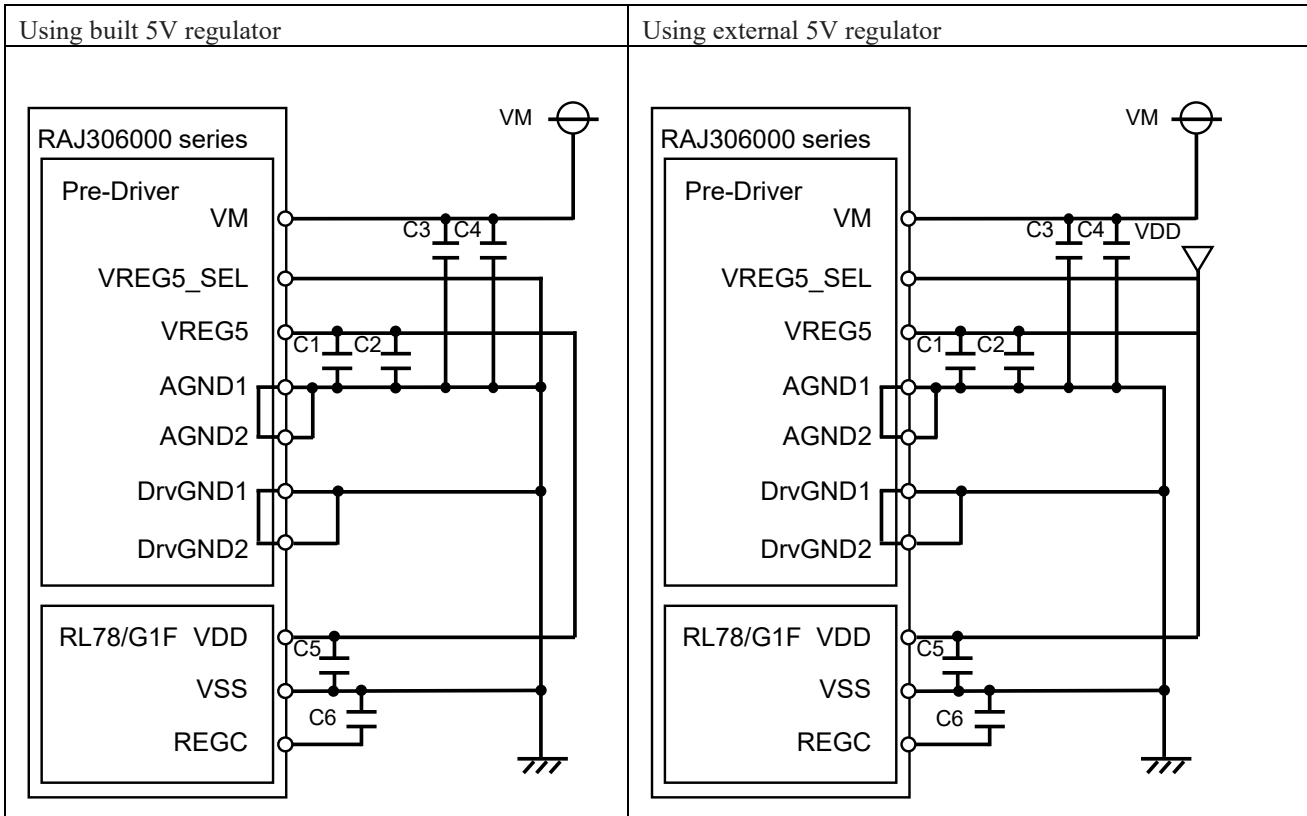 Using built 5V regulator
Using external 5V regulator
VM
RAJ306000 series
Pre-Driver
VM
C3 C4
VREG5_SEL
VREG5
C1 C2
AGND1
AGND2
DrvGND1
DrvGND2
RL78/G1F VDD
C5
VSS
C6
REGC
VM
RAJ306000 series
Pre-Driver
VM
C3 C4 VDD
VREG5_SEL
VREG5
C1 C2
AGND1
AGND2
DrvGND1
DrvGND2
RL78/G1F VDD
C5
VSS
C6
REGC